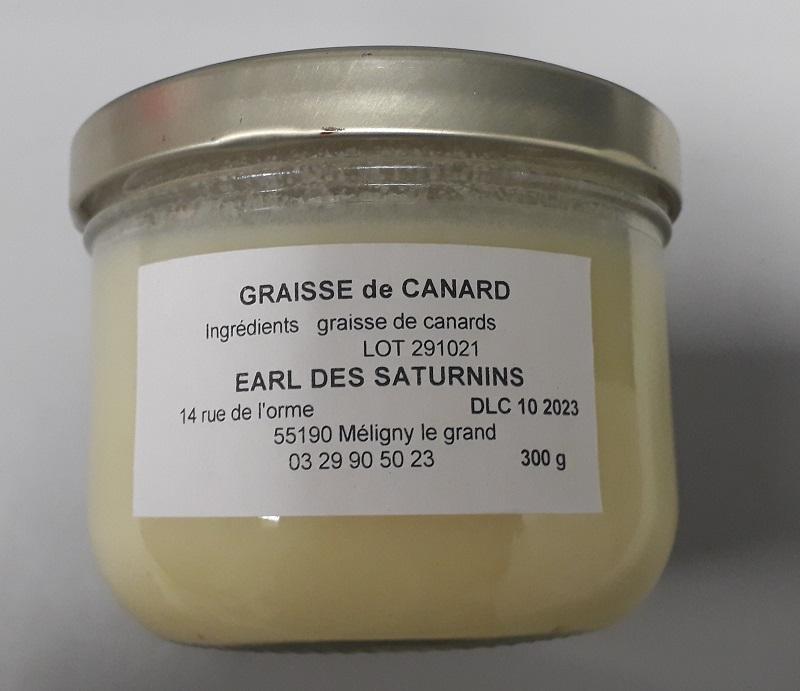 GRAISSE de CANARD
Ingrédients graisse de canards
LOT 291021
EARL DES SATURNINS
14 rue de l'orme DLC 10 2023
55190 Méligny le grand
03 29 90 50 23 300 g